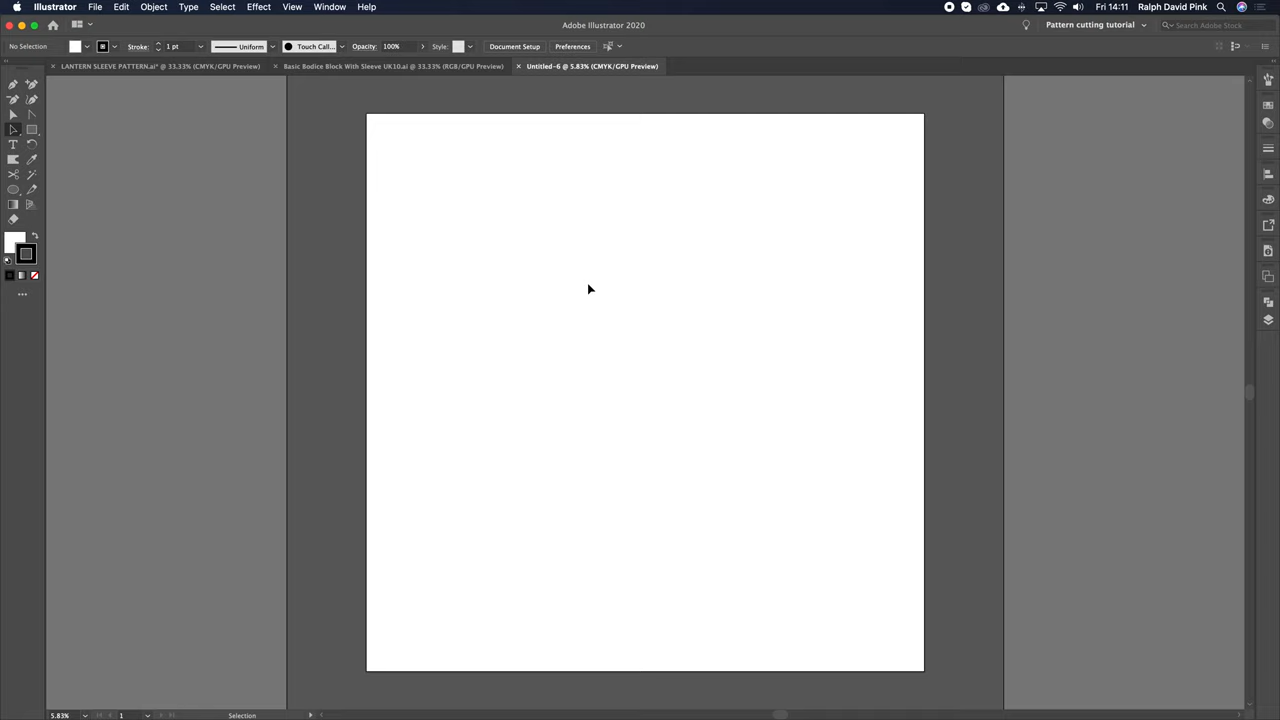 Illustrator File Edit Object Type Select Effect View Window Help Fri 14:11 Ralph David Pink
Adobe Illustrator 2020 Pattern cutting tutorial Search Adobe Stock
No Selection Stroke: 1 pt Uniform Touch Call... Opacity: 100% Style: Document Setup Preferences
LANTERN SLEEVE PATTERN.ai* @ 33.33% (CMYK/GPU Preview) Basic Bodice Block With Sleeve UK10.ai @ 33.33% (RGB/GPU Preview) Untitled-6 @ 5.83% (CMYK/GPU Preview)
5.83% 1 Selection